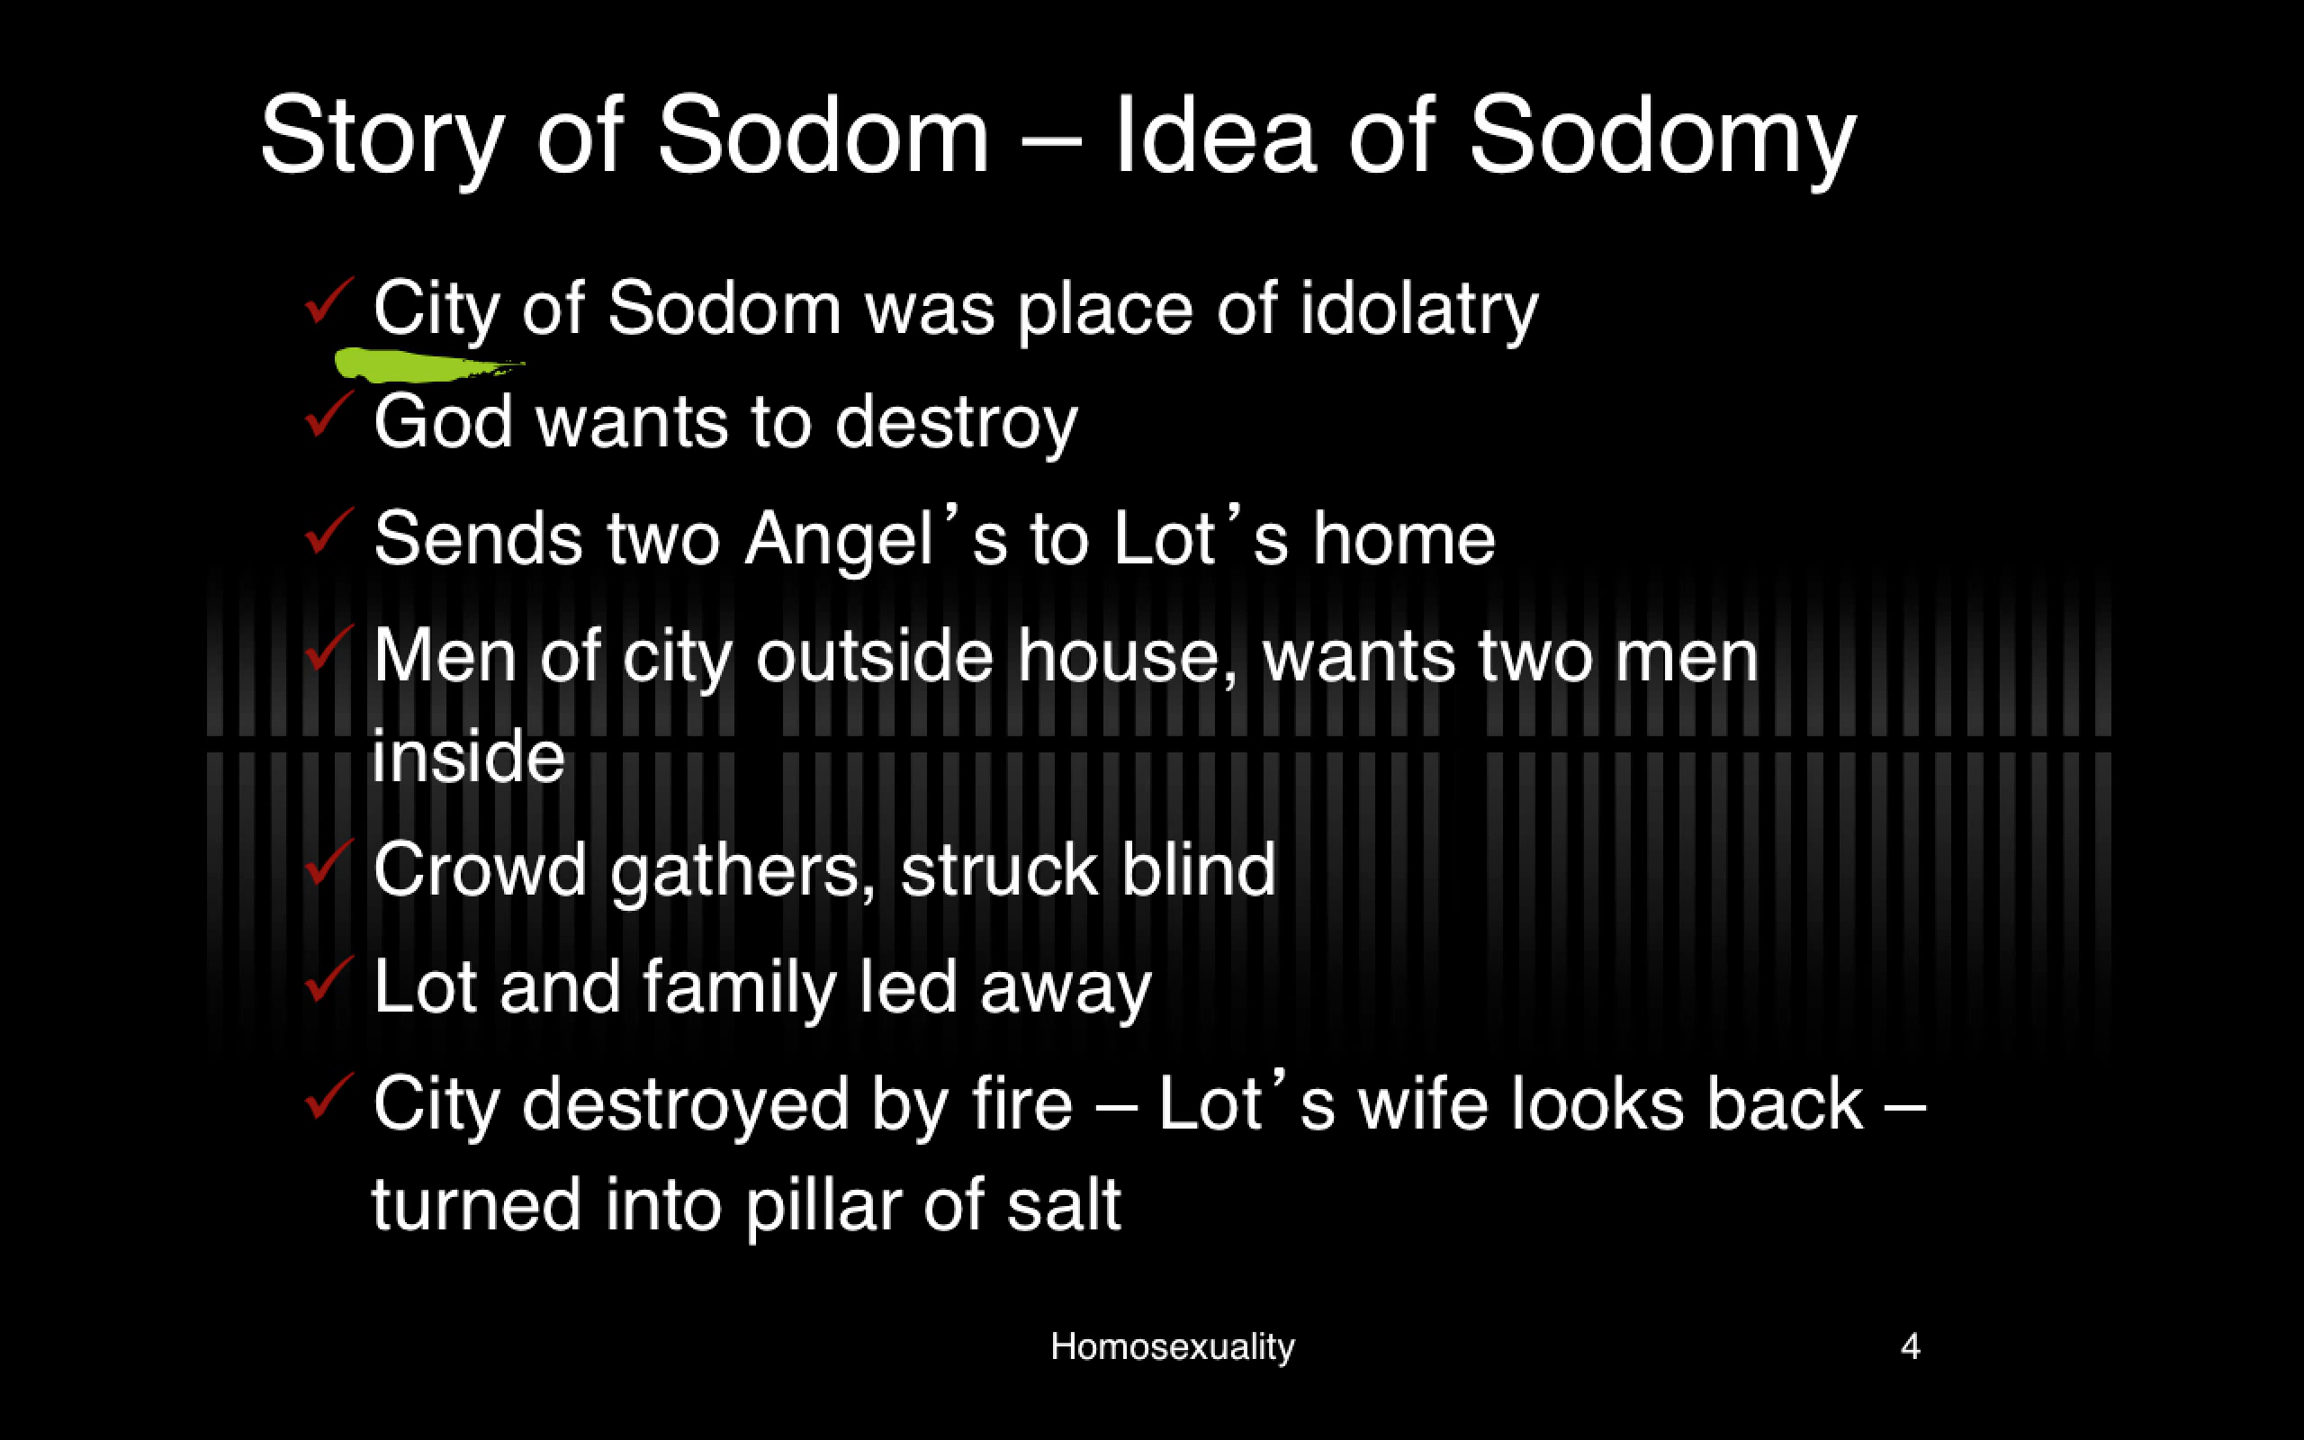 Story of Sodom – Idea of Sodomy
✓ City of Sodom was place of idolatry
✓ God wants to destroy
✓ Sends two Angel’s to Lot’s home
✓ Men of city outside house, wants two men
inside
✓ Crowd gathers, struck blind
✓ Lot and family led away
✓ City destroyed by fire – Lot’s wife looks back –
turned into pillar of salt
Homosexuality 4